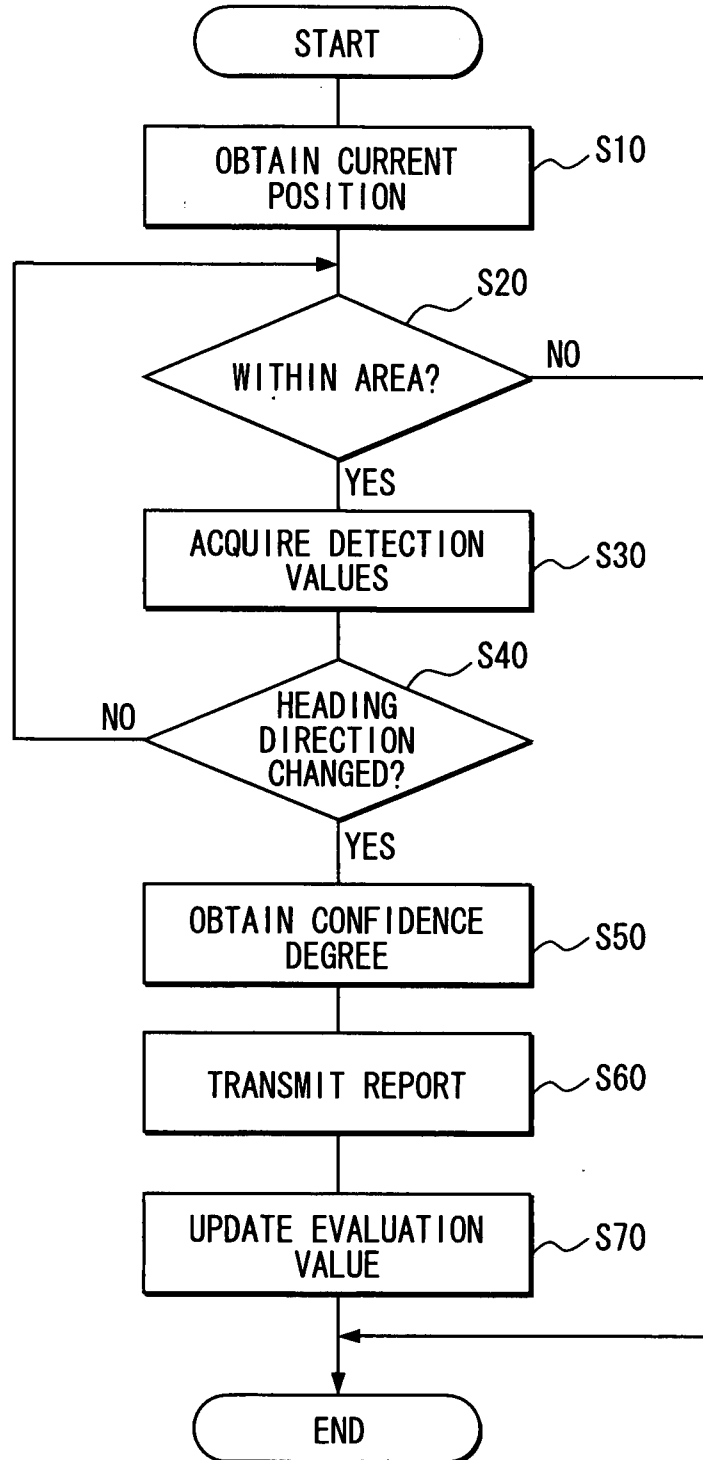 START
OBTAIN CURRENT
POSITION
S10
S20
WITHIN AREA?
NO
YES
ACQUIRE DETECTION
VALUES
S30
S40
HEADING
DIRECTION
CHANGED?
NO
YES
OBTAIN CONFIDENCE
DEGREE
S50
TRANSMIT REPORT
S60
UPDATE EVALUATION
VALUE
S70
END